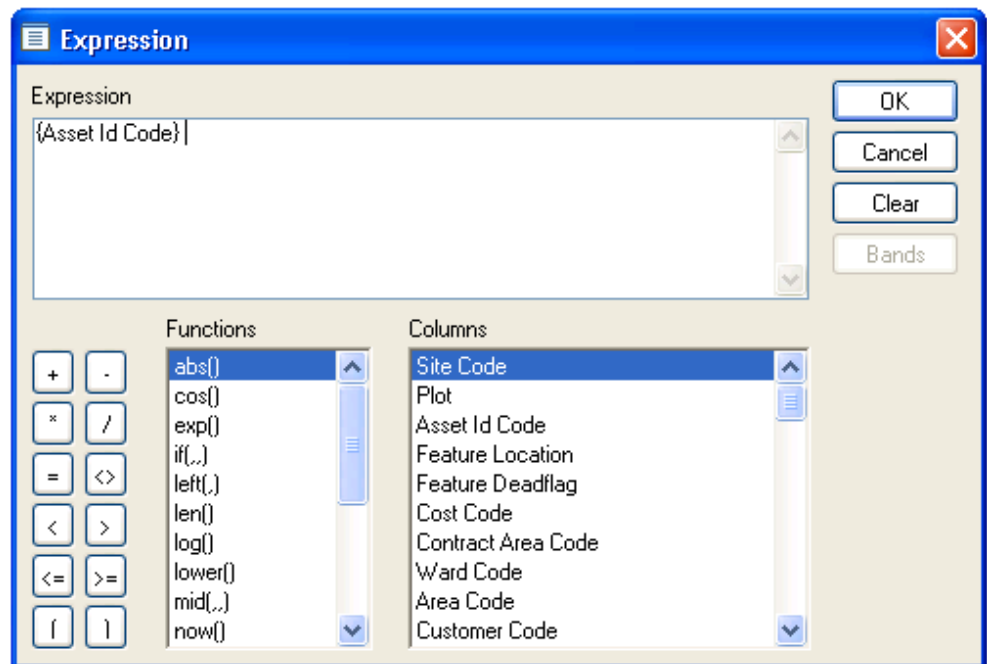 Expression
Expression
{Asset Id Code}
OK
Cancel
Clear
Bands
Functions
Columns
+ -
* /
= <>
< >
<= >=
( )
abs()
cos()
exp()
if(,,)
left(,)
len()
log()
lower()
mid(,,)
now()
Site Code
Plot
Asset Id Code
Feature Location
Feature Deadflag
Cost Code
Contract Area Code
Ward Code
Area Code
Customer Code